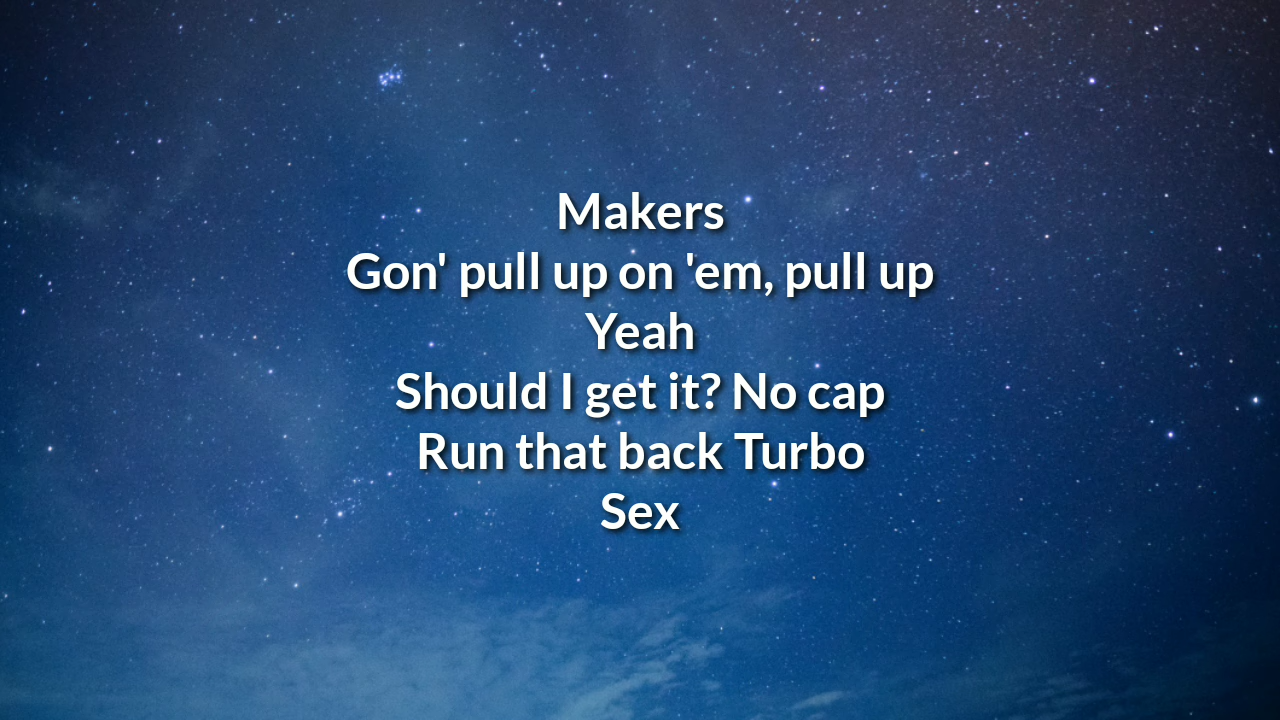 Makers
Gon' pull up on 'em, pull up
Yeah
Should I get it? No cap
Run that back Turbo
Sex